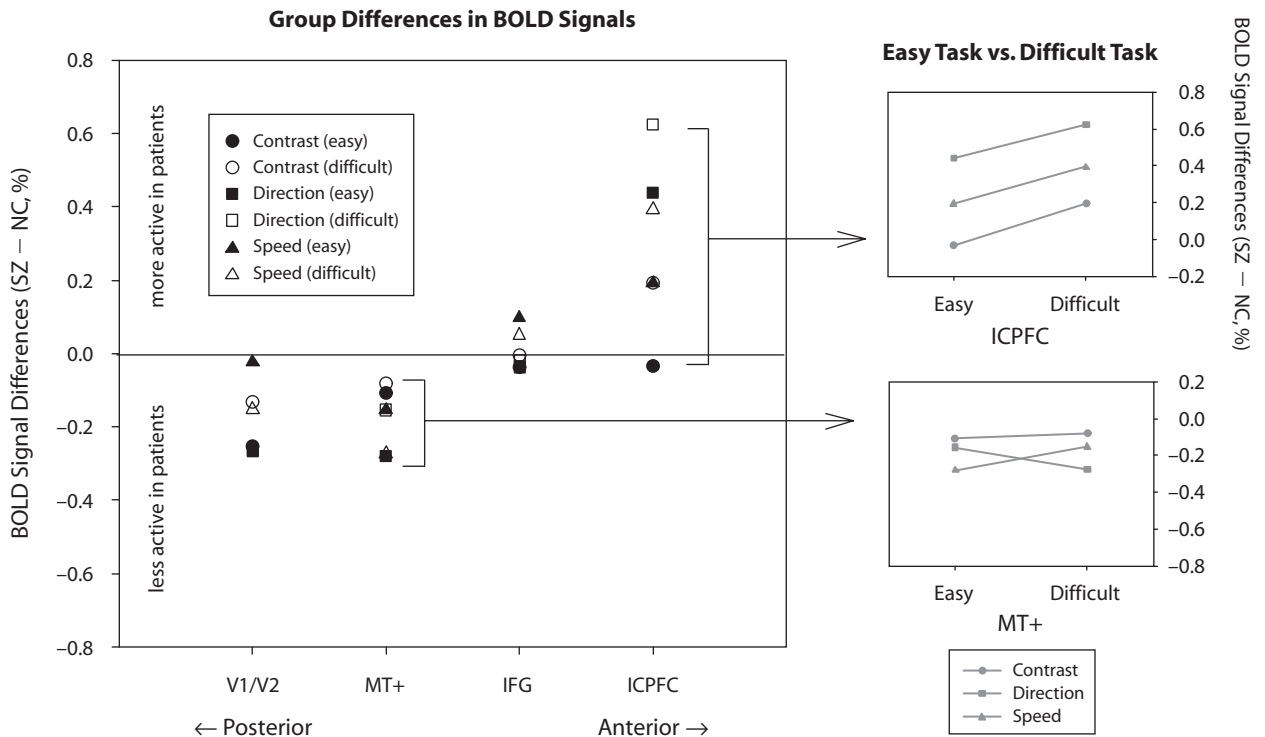 Group Differences in BOLD Signals
BOLD Signal Differences (SZ — NC, %)
0.8
0.6
0.4
0.2
0.0
–0.2
–0.4
–0.6
–0.8
more active in patients
less active in patients
Contrast (easy)
Contrast (difficult)
Direction (easy)
Direction (difficult)
Speed (easy)
Speed (difficult)
V1/V2
MT+
IFG
ICPFC
← Posterior
Anterior →
Easy Task vs. Difficult Task
BOLD Signal Differences (SZ — NC, %)
0.8
0.6
0.4
0.2
0.0
–0.2
Easy
Difficult
ICPFC
0.2
0.0
–0.2
–0.4
–0.6
–0.8
Easy
Difficult
MT+
Contrast
Direction
Speed